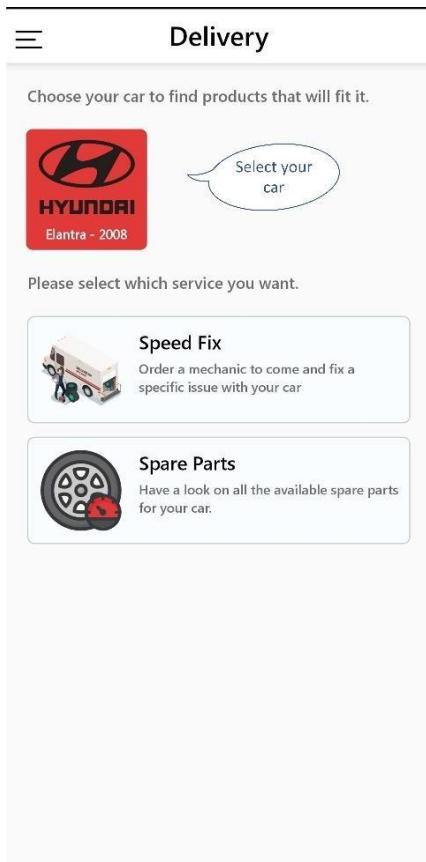 Delivery
Choose your car to find products that will fit it.
HYUNDAI
Elantra - 2008
Select your
car
Please select which service you want.
Speed Fix
Order a mechanic to come and fix a
specific issue with your car
Spare Parts
Have a look on all the available spare parts
for your car.